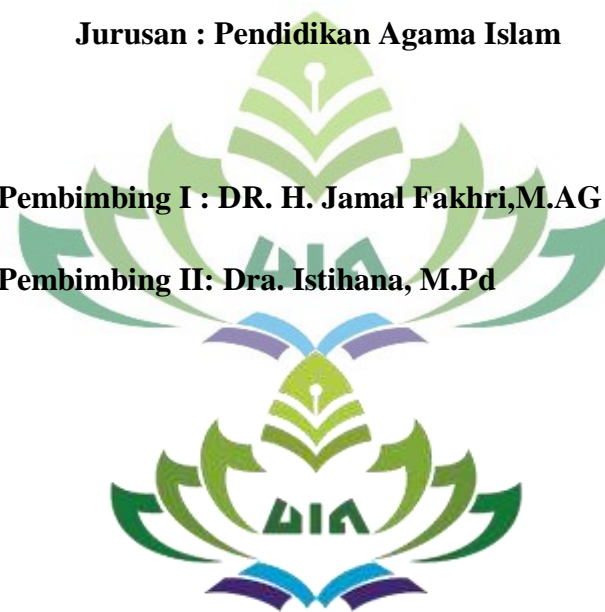 Jurusan : Pendidikan Agama Islam
Pembimbing I : DR. H. Jamal Fakhri,M.AG
Pembimbing II: Dra. Istihana, M.Pd
UIN
UIN